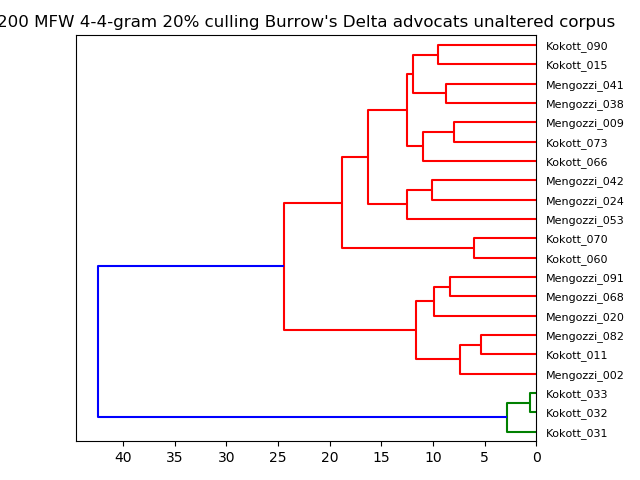 200 MFW 4-4-gram 20% culling Burrow's Delta advocats unaltered corpus
Kokott_090
Kokott_015
Mengozzi_041
Mengozzi_038
Mengozzi_009
Kokott_073
Kokott_066
Mengozzi_042
Mengozzi_024
Mengozzi_053
Kokott_070
Kokott_060
Mengozzi_091
Mengozzi_068
Mengozzi_020
Mengozzi_082
Kokott_011
Mengozzi_002
Kokott_033
Kokott_032
Kokott_031
40 35 30 25 20 15 10 5 0